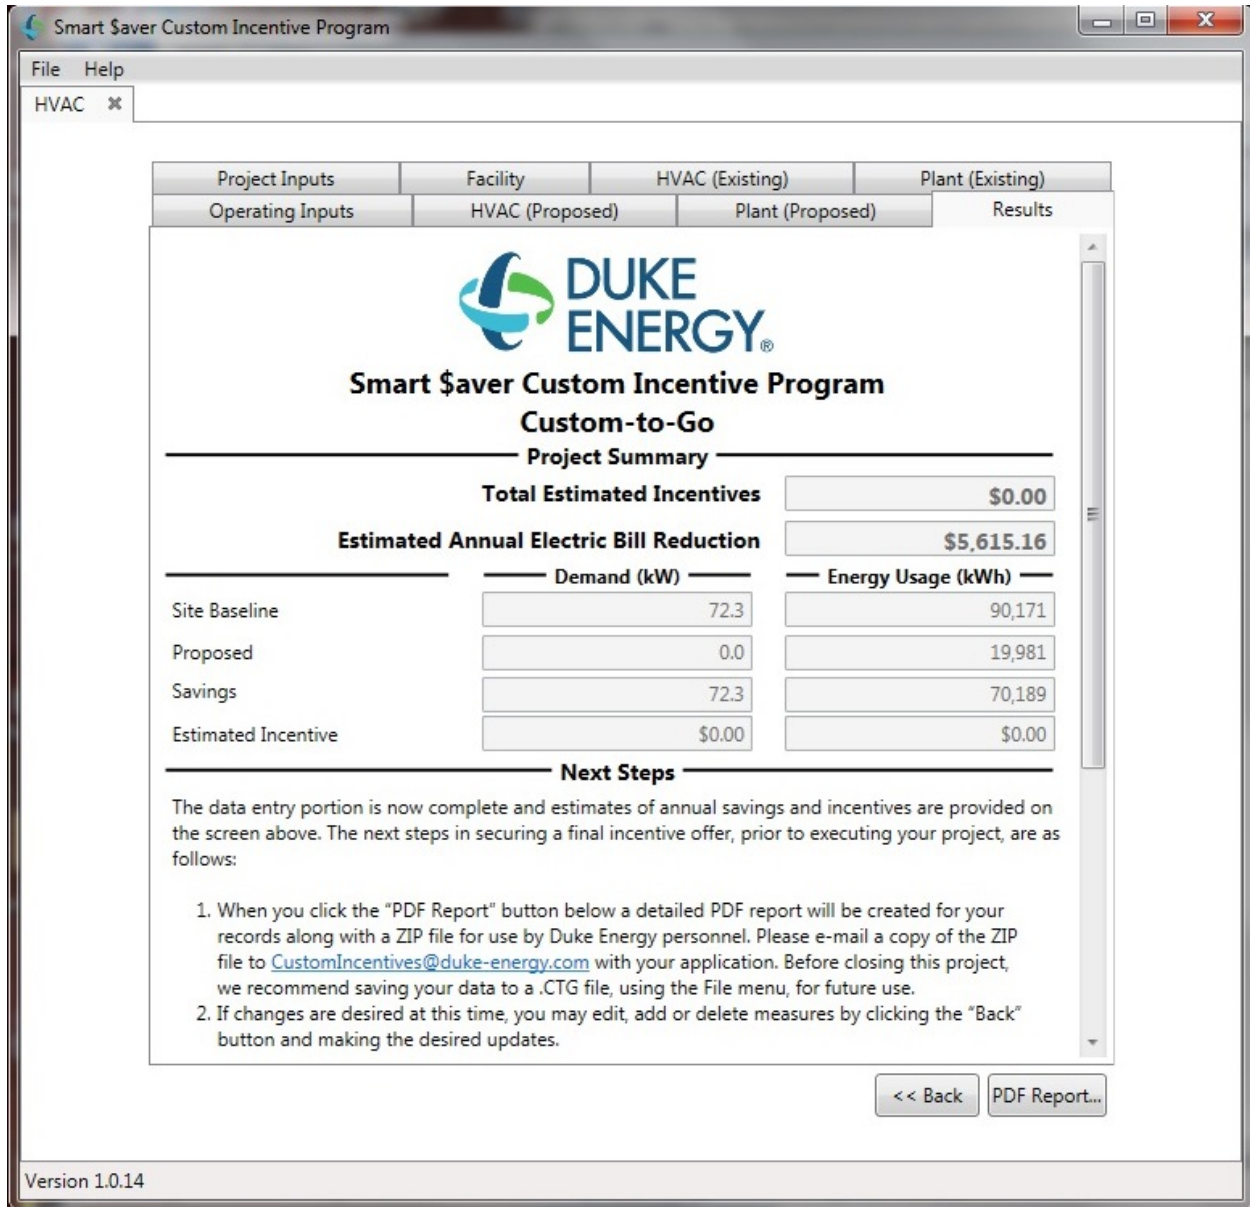 Smart $aver Custom Incentive Program
File Help
HVAC
Project Inputs Facility HVAC (Existing) Plant (Existing)
Operating Inputs HVAC (Proposed) Plant (Proposed) Results
DUKE
ENERGY®
Smart $aver Custom Incentive Program
Custom-to-Go
Project Summary
Total Estimated Incentives $0.00
Estimated Annual Electric Bill Reduction $5,615.16
Demand (kW) Energy Usage (kWh)
Site Baseline 72.3 90,171
Proposed 0.0 19,981
Savings 72.3 70,189
Estimated Incentive $0.00 $0.00
Next Steps
The data entry portion is now complete and estimates of annual savings and incentives are provided on
the screen above. The next steps in securing a final incentive offer, prior to executing your project, are as
follows:
1. When you click the “PDF Report” button below a detailed PDF report will be created for your
records along with a ZIP file for use by Duke Energy personnel. Please e-mail a copy of the ZIP
file to CustomIncentives@duke-energy.com with your application. Before closing this project,
we recommend saving your data to a .CTG file, using the File menu, for future use.
2. If changes are desired at this time, you may edit, add or delete measures by clicking the “Back”
button and making the desired updates.
<< Back PDF Report...
Version 1.0.14